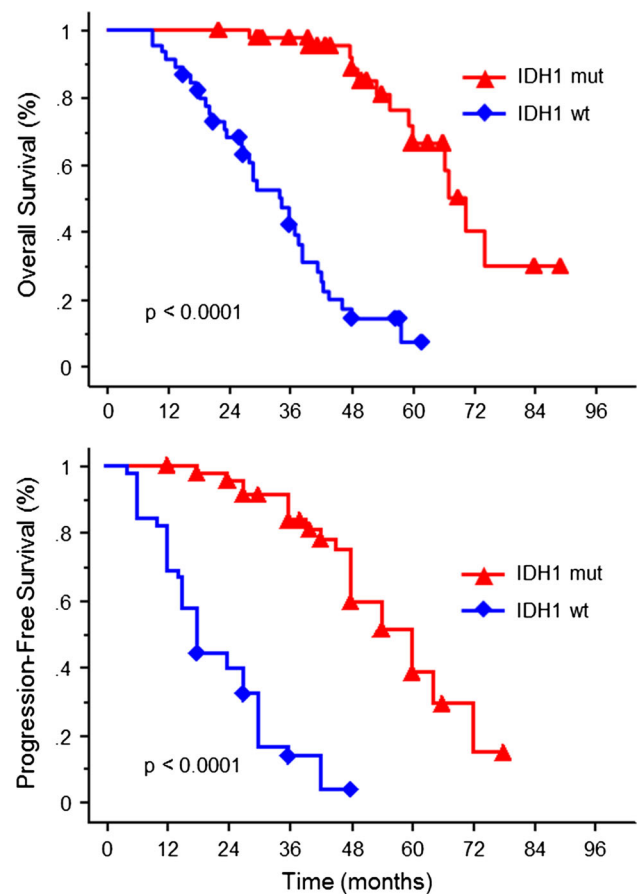 Overall Survival (%)
1
.8
.6
.4
.2
0
IDH1 mut
IDH1 wt
p < 0.0001
0 12 24 36 48 60 72 84 96
Progression-Free Survival (%)
1
.8
.6
.4
.2
0
IDH1 mut
IDH1 wt
p < 0.0001
0 12 24 36 48 60 72 84 96
Time (months)